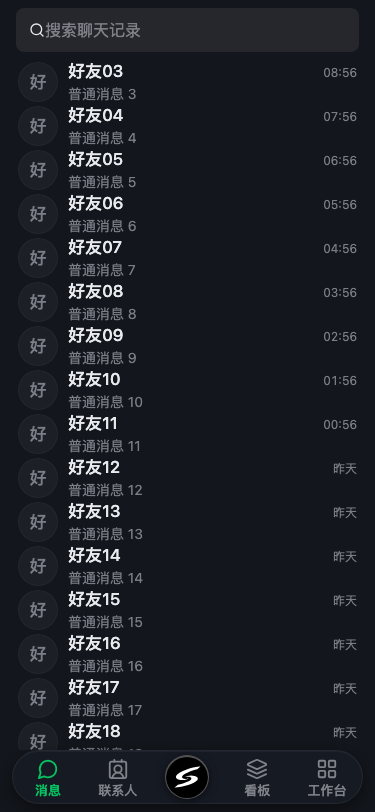 搜索聊天记录
好 好友03 08:56
普通消息 3
好 好友04 07:56
普通消息 4
好 好友05 06:56
普通消息 5
好 好友06 05:56
普通消息 6
好 好友07 04:56
普通消息 7
好 好友08 03:56
普通消息 8
好 好友09 02:56
普通消息 9
好 好友10 01:56
普通消息 10
好 好友11 00:56
普通消息 11
好 好友12 昨天
普通消息 12
好 好友13 昨天
普通消息 13
好 好友14 昨天
普通消息 14
好 好友15 昨天
普通消息 15
好 好友16 昨天
普通消息 16
好 好友17 昨天
普通消息 17
好 好友18 昨天
消息 联系人 看板 工作台